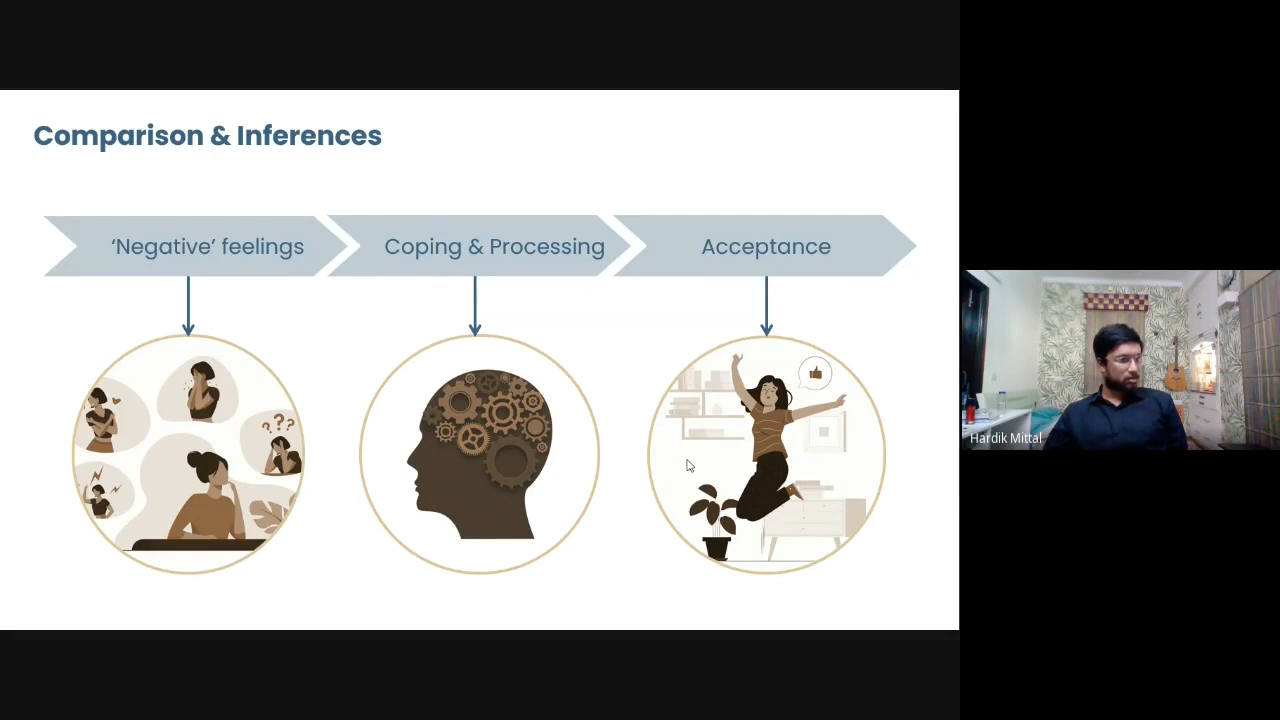 Comparison & Inferences
‘Negative’ feelings
Coping & Processing
Acceptance
???
Hardik Mittal